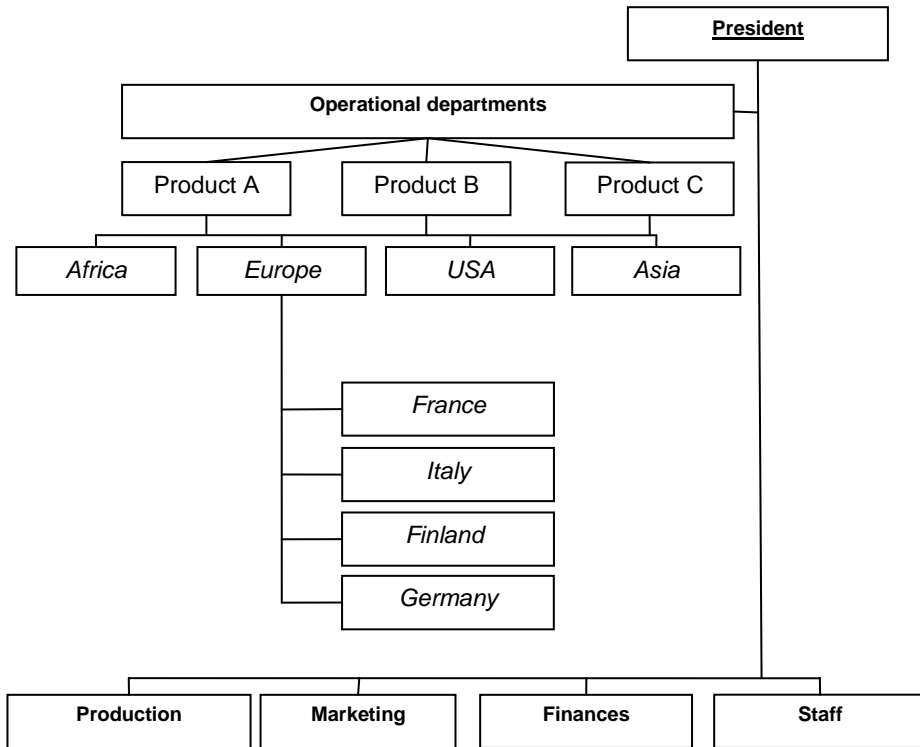 President
Operational departments
Product A
Product B
Product C
Africa
Europe
USA
Asia
France
Italy
Finland
Germany
Production
Marketing
Finances
Staff